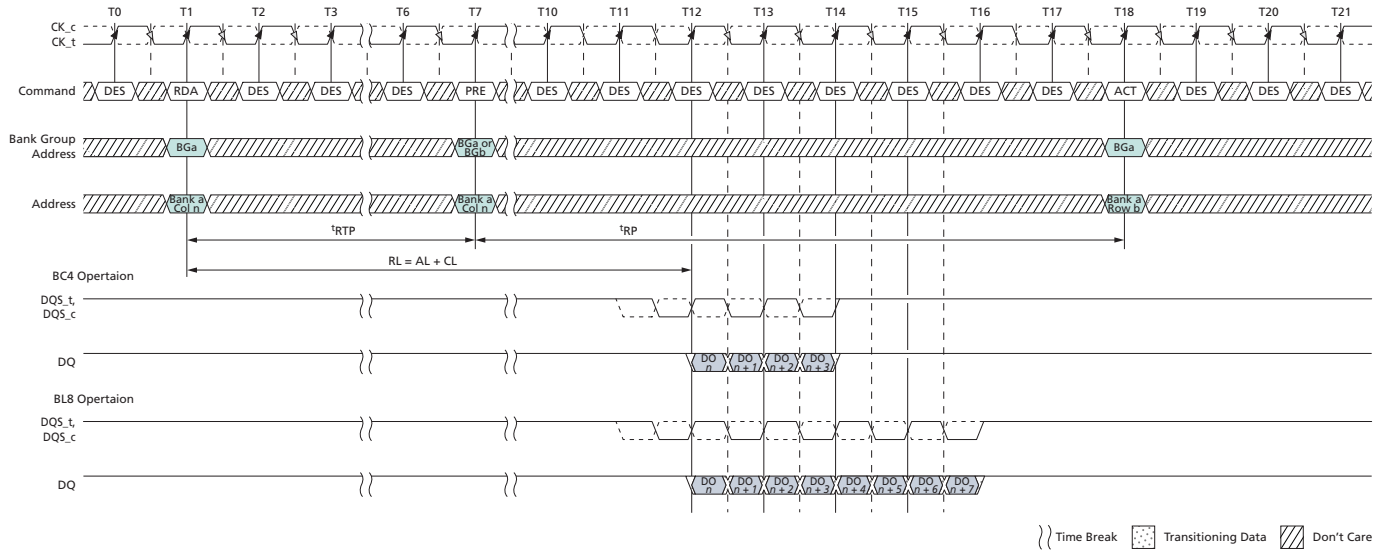 T0 T1 T2 T3 T6 T7 T10 T11 T12 T13 T14 T15 T16 T17 T18 T19 T20 T21
CK_c
CK_t
Command DES RDA DES DES DES PRE DES DES DES DES DES DES DES DES ACT DES DES DES
Bank Group
Address
BGa
BGa or
BGb
BGa
Address
Bank a
Col n
Bank a
Col n
Bank a
Row b
tRTP tRP
RL = AL + CL
BC4 Opertaion
DQS_t,
DQS_c
DQ
DO
n
DO
n + 1
DO
n + 2
DO
n + 3
BL8 Opertaion
DQS_t,
DQS_c
DQ
DO
n
DO
n + 1
DO
n + 2
DO
n + 3
DO
n + 4
DO
n + 5
DO
n + 6
DO
n + 7
Time Break Transitioning Data Don't Care